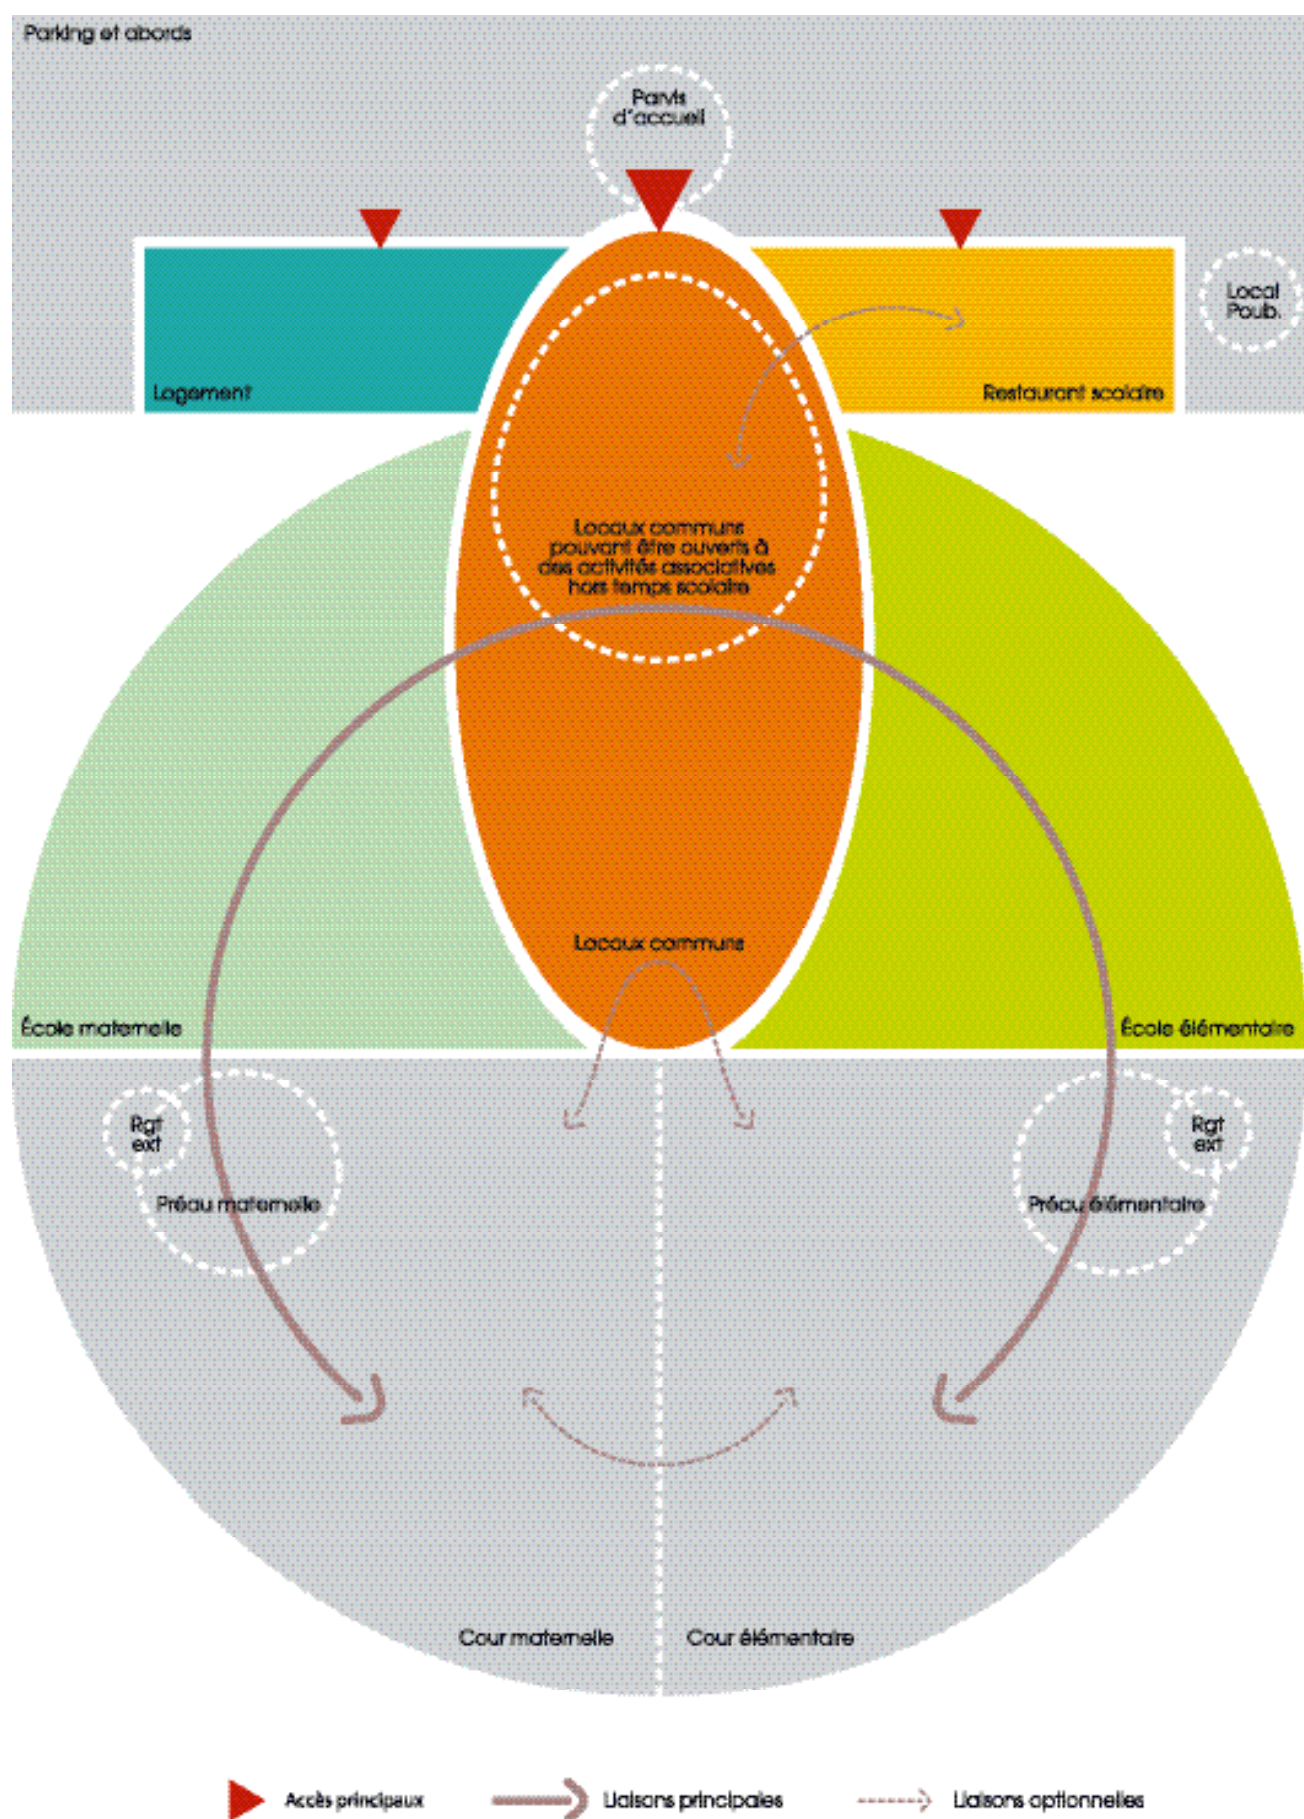 Parking et abords
Parvis
d'accueil
Local
Poub.
Logement
Restaurant scolaire
Locaux communs
pouvant être ouverts à
des activités associatives
hors temps scolaire
Locaux communs
École maternelle
École élémentaire
Rgt
ext
Rgt
ext
Préau maternelle
Préau élémentaire
Cour maternelle
Cour élémentaire
Accès principaux
Liaisons principales
Liaisons optionnelles